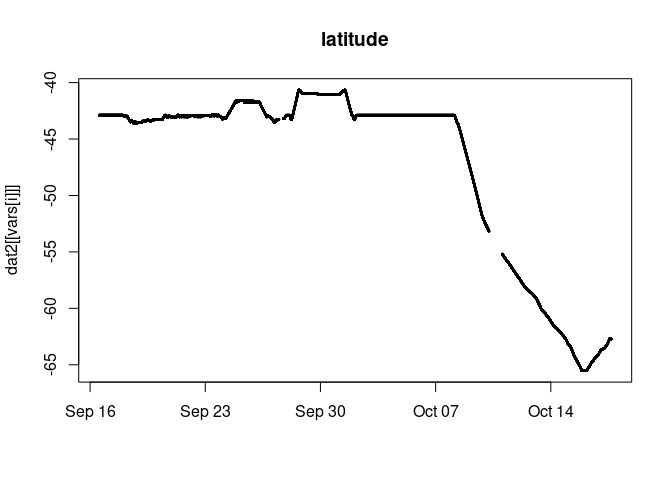 latitude
dat2[[vars[i]]]
-40
-45
-50
-55
-60
-65
Sep 16
Sep 23
Sep 30
Oct 07
Oct 14